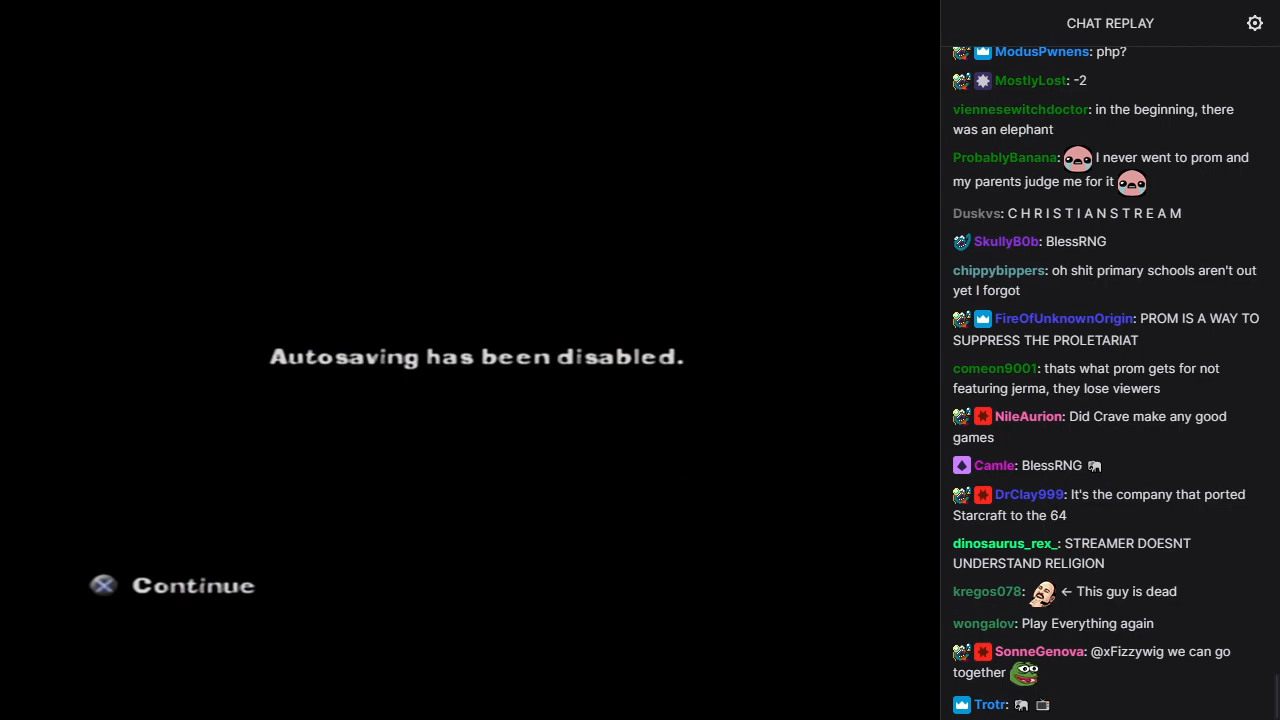 Autosaving has been disabled.
Continue
CHAT REPLAY
ModusPwnens: php?
MostlyLost: -2
viennesewitchdoctor: in the beginning, there
was an elephant
ProbablyBanana: I never went to prom and
my parents judge me for it
Duskvs: C H R I S T I A N S T R E A M
SkullyB0b: BlessRNG
chippybippers: oh shit primary schools aren't out
yet I forgot
FireOfUnknownOrigin: PROM IS A WAY TO
SUPPRESS THE PROLETARIAT
comeon9001: thats what prom gets for not
featuring jerma, they lose viewers
NileAurion: Did Crave make any good
games
Camle: BlessRNG 🐘
DrClay999: It's the company that ported
Starcraft to the 64
dinosaurus_rex_: STREAMER DOESNT
UNDERSTAND RELIGION
kregos078: ← This guy is dead
wongalov: Play Everything again
SonneGenova: @xFizzywig we can go
together
Trotr: 🐘 📺